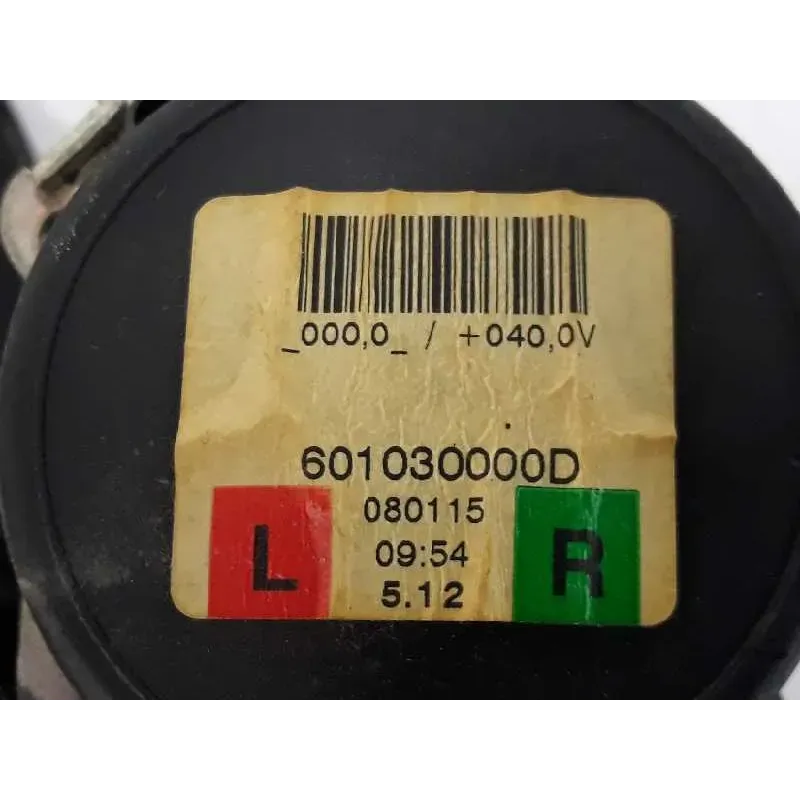 _000,0_ / +040,0V
601030000D
L
080115
R
09:54
5.12